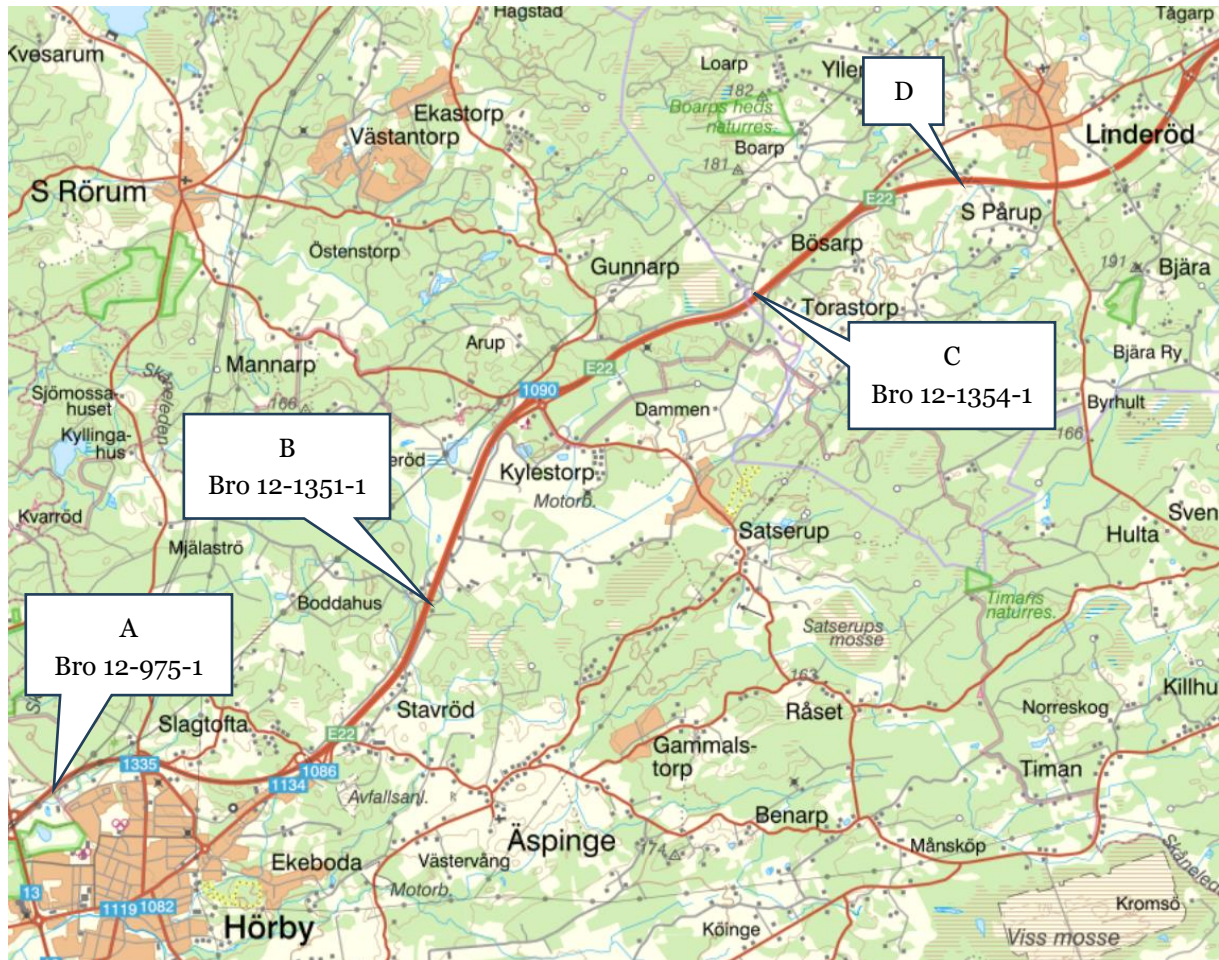 Hagstad
Tågarp
Kvesarum
Loarp
Yller
D
182
Ekastorp
Boarps heds
naturres.
Västantorp
Boarp
Linderöd
181
S Rörum
E22
S Pårup
Östenstorp
Bösarp
Gunnarp
191
Bjära
Torastorp
Arup
C
Bro 12-1354-1
Mannarp
E22
Bjära Ry
Skåneleden
1090
Sjömossa-
huset
166
Dammen
Byrhult
Kyllinga-
hus
B
Bro 12-1351-1
eröd
Kylestorp
166
Motorb.
Kvarröd
Sven
Satserup
Hulta
Mjälaströ
Boddahus
Timans
naturres.
A
Bro 12-975-1
Satserups
mosse
163
Killhu
Stavröd
Råset
Norreskog
Slagtofta
E22
Gammals-
torp
1335
1086
1134
Timan
Avfallsanl.
Benarp
Äspinge
Månsköp
Ekeboda
Västervång
174
Skåneled
13
Motorb.
1119
1082
Kromsö
Hörby
Köinge
Viss mosse